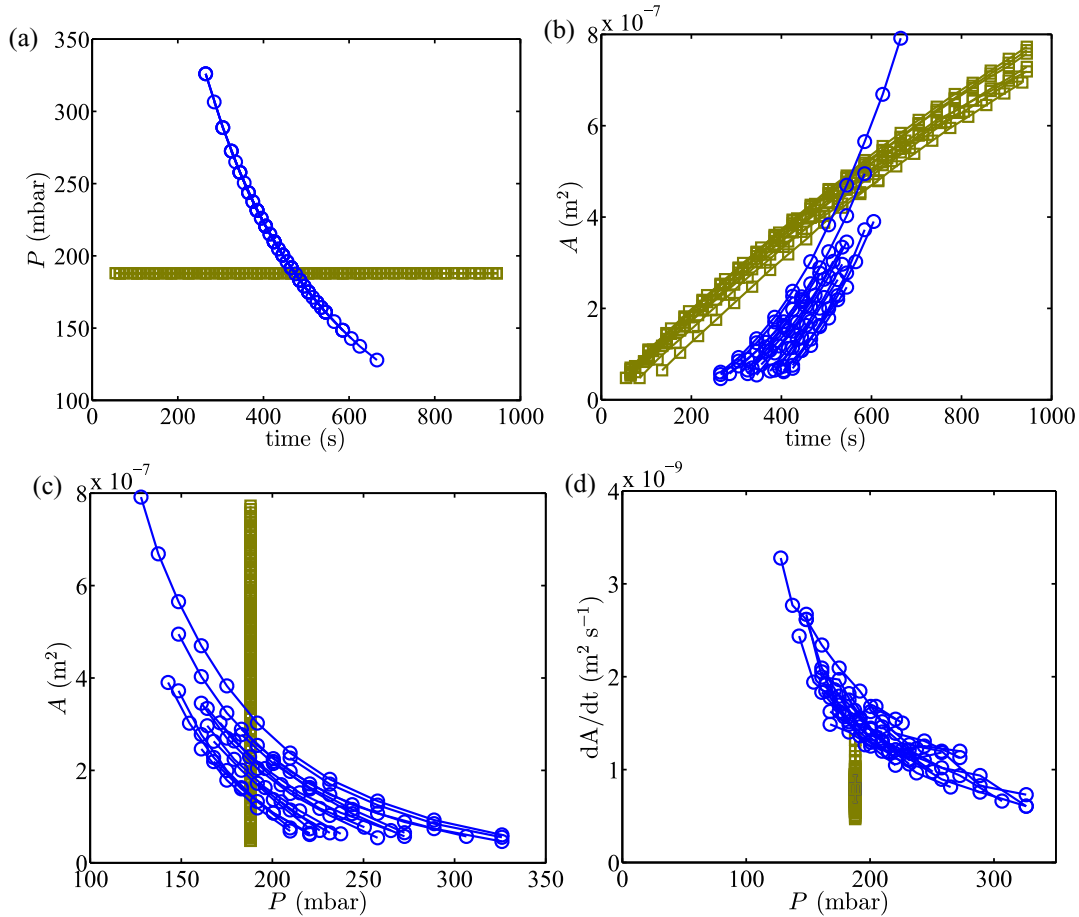 (a)
350
300
250
200
150
100
P (mbar)
0 200 400 600 800 1000
time (s)
(b)
x 10⁻⁷
8
6
4
2
0
A (m²)
0 200 400 600 800 1000
time (s)
(c)
x 10⁻⁷
8
6
4
2
0
A (m²)
100 150 200 250 300 350
P (mbar)
(d)
x 10⁻⁹
4
3
2
1
0
dA/dt (m² s⁻¹)
0 100 200 300
P (mbar)